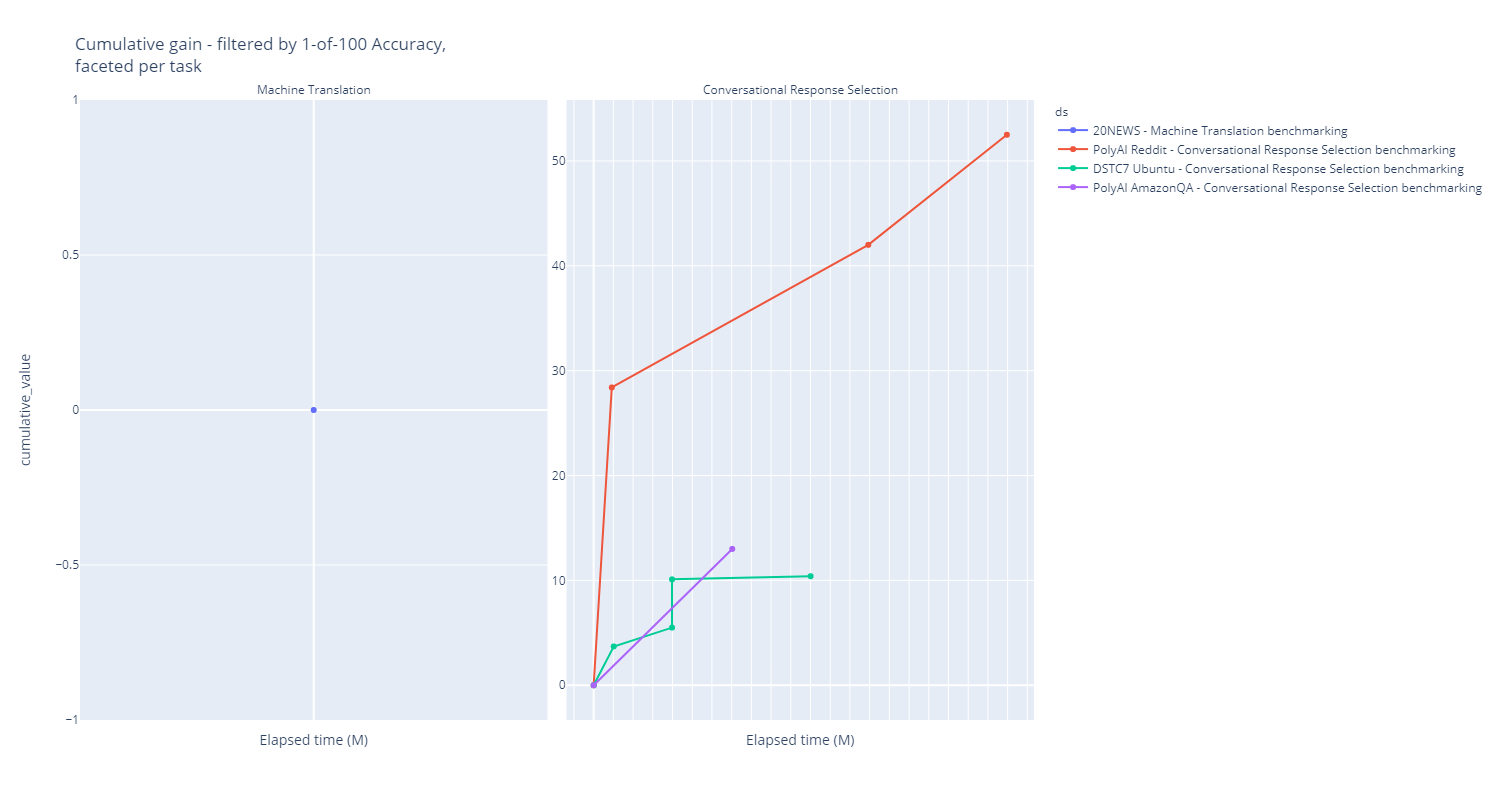 Cumulative gain - filtered by 1-of-100 Accuracy,
faceted per task
Machine Translation
Conversational Response Selection
1
0.5
0
−0.5
−1
cumulative_value
50
40
30
20
10
0
Elapsed time (M)
Elapsed time (M)
ds
20NEWS - Machine Translation benchmarking
PolyAI Reddit - Conversational Response Selection benchmarking
DSTC7 Ubuntu - Conversational Response Selection benchmarking
PolyAI AmazonQA - Conversational Response Selection benchmarking